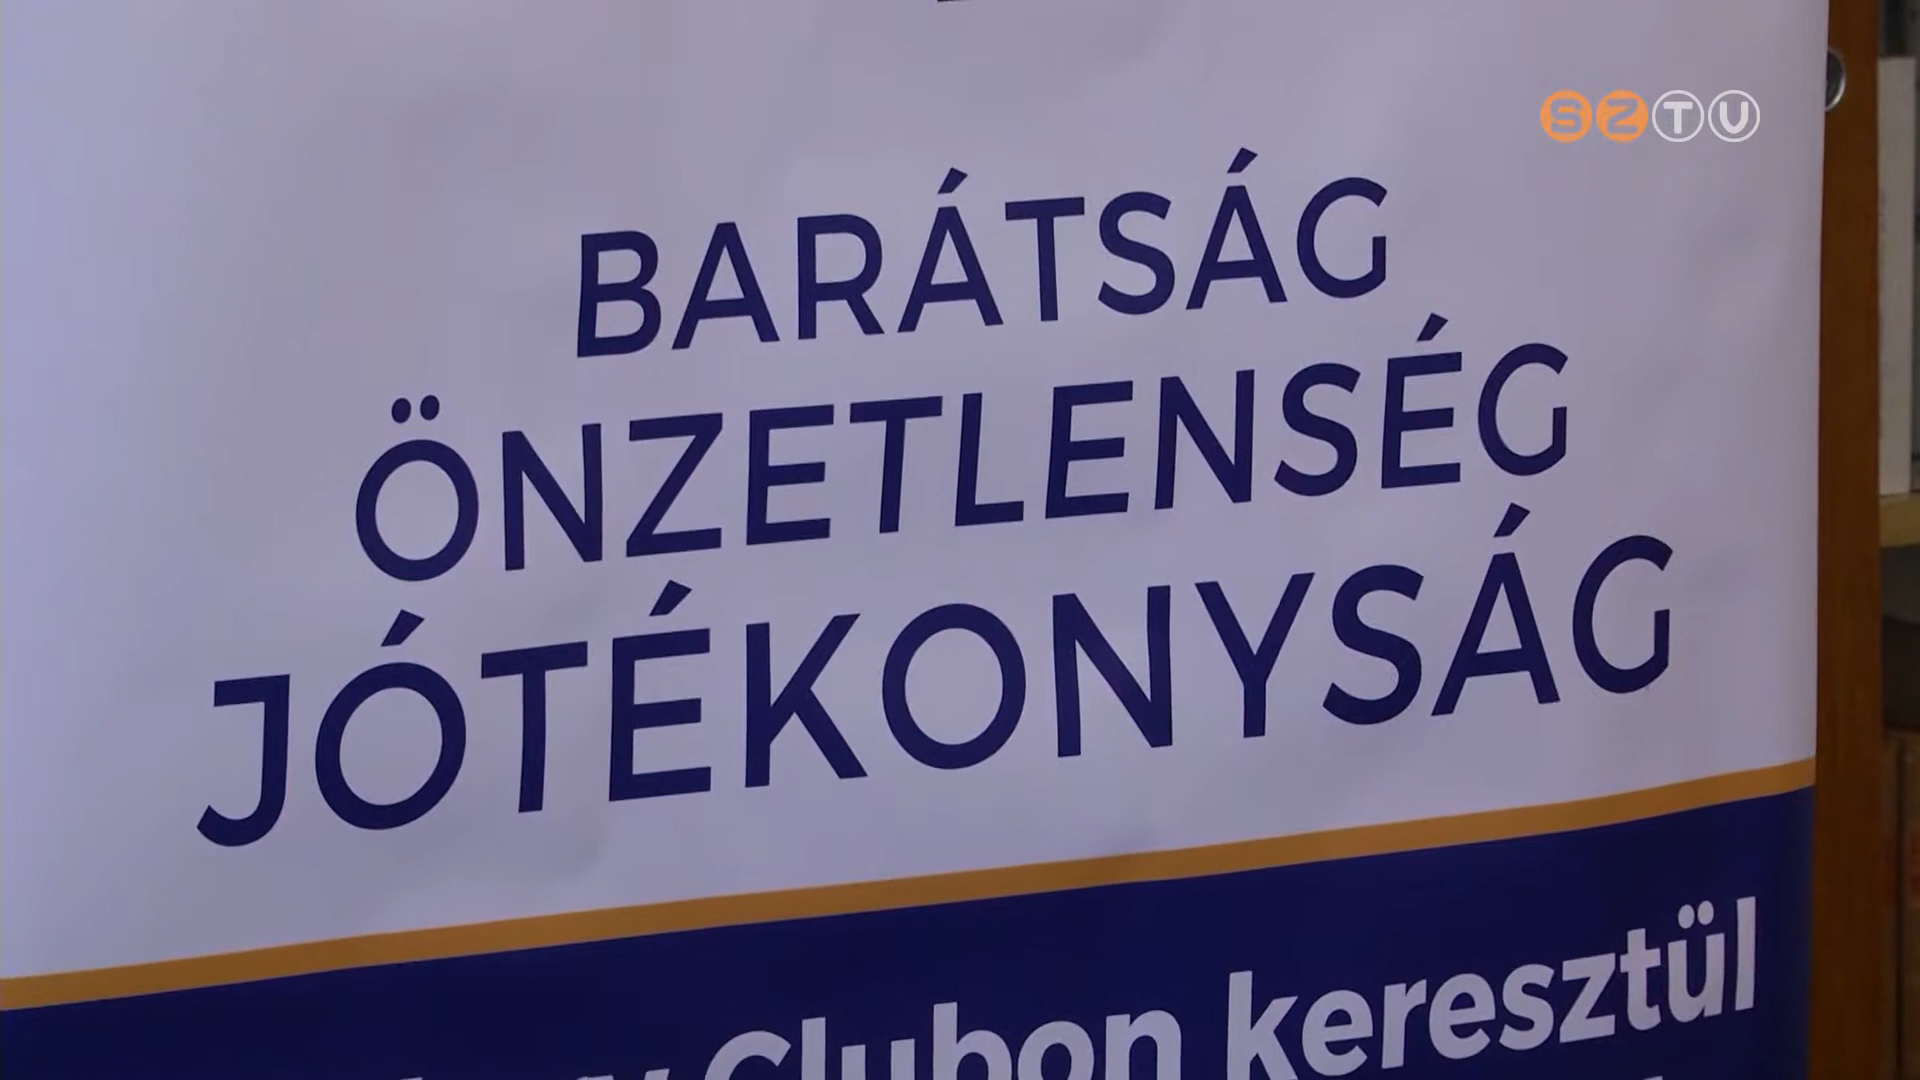 SZTV
BARÁTSÁG
ÖNZETLENSÉG
JÓTÉKONYSÁG
Clubon keresztül